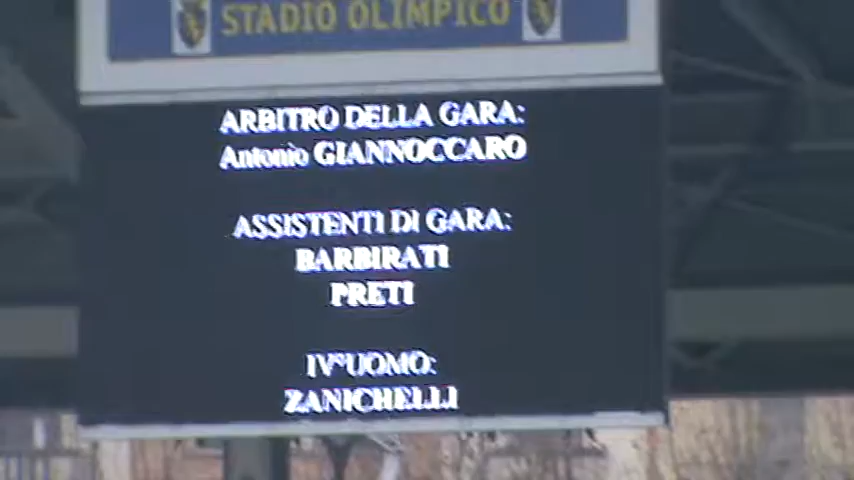 STADIO OLIMPICO
ARBITRO DELLA GARA:
Antonio GIANNOCCARO
ASSISTENTI DI GARA:
BARBIRATI
PRETI
IV°UOMO:
ZANICHELLI